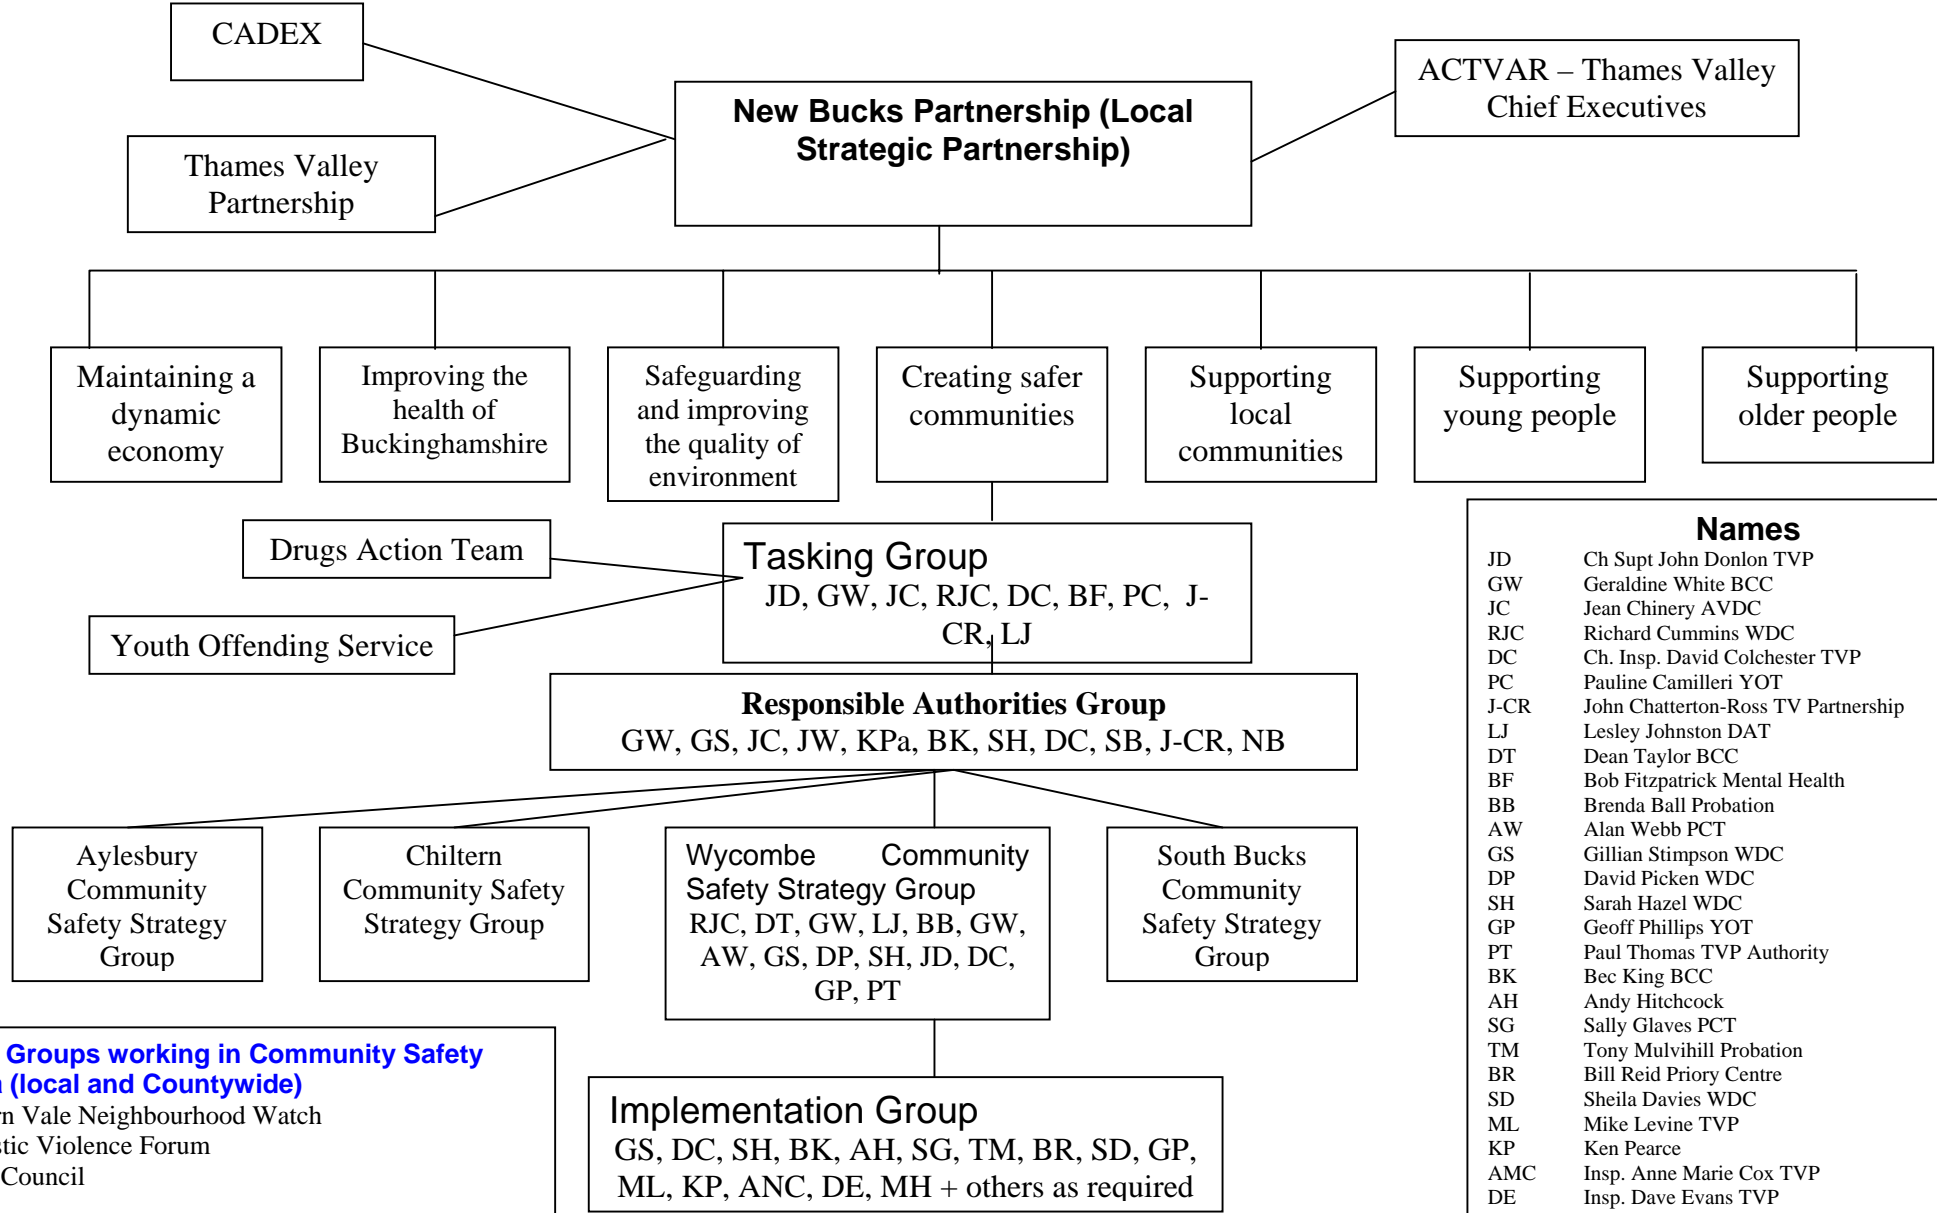 CADEX
ACTVAR – Thames Valley
Chief Executives
New Bucks Partnership (Local
Strategic Partnership)
Thames Valley
Partnership
Maintaining a
dynamic
economy
Improving the
health of
Buckinghamshire
Safeguarding
and improving
the quality of
environment
Creating safer
communities
Supporting
local
communities
Supporting
young people
Supporting
older people
Drugs Action Team
Youth Offending Service
Tasking Group
JD, GW, JC, RJC, DC, BF, PC, J-
CR, LJ
Responsible Authorities Group
GW, GS, JC, JW, KPa, BK, SH, DC, SB, J-CR, NB
Aylesbury
Community
Safety Strategy
Group
Chiltern
Community Safety
Strategy Group
Wycombe Community
Safety Strategy Group
RJC, DT, GW, LJ, BB, GW,
AW, GS, DP, SH, JD, DC,
GP, PT
South Bucks
Community
Safety Strategy
Group
Implementation Group
GS, DC, SH, BK, AH, SG, TM, BR, SD, GP,
ML, KP, ANC, DE, MH + others as required
Groups working in Community Safety
(local and Countywide)
Vale Neighbourhood Watch
Violence Forum
Council
Names
JD Ch Supt John Donlon TVP
GW Geraldine White BCC
JC Jean Chinery AVDC
RJC Richard Cummins WDC
DC Ch. Insp. David Colchester TVP
PC Pauline Camilleri YOT
J-CR John Chatterton-Ross TV Partnership
LJ Lesley Johnston DAT
DT Dean Taylor BCC
BF Bob Fitzpatrick Mental Health
BB Brenda Ball Probation
AW Alan Webb PCT
GS Gillian Stimpson WDC
DP David Picken WDC
SH Sarah Hazel WDC
GP Geoff Phillips YOT
PT Paul Thomas TVP Authority
BK Bec King BCC
AH Andy Hitchcock
SG Sally Glaves PCT
TM Tony Mulvihill Probation
BR Bill Reid Priory Centre
SD Sheila Davies WDC
ML Mike Levine TVP
KP Ken Pearce
AMC Insp. Anne Marie Cox TVP
DE Insp. Dave Evans TVP